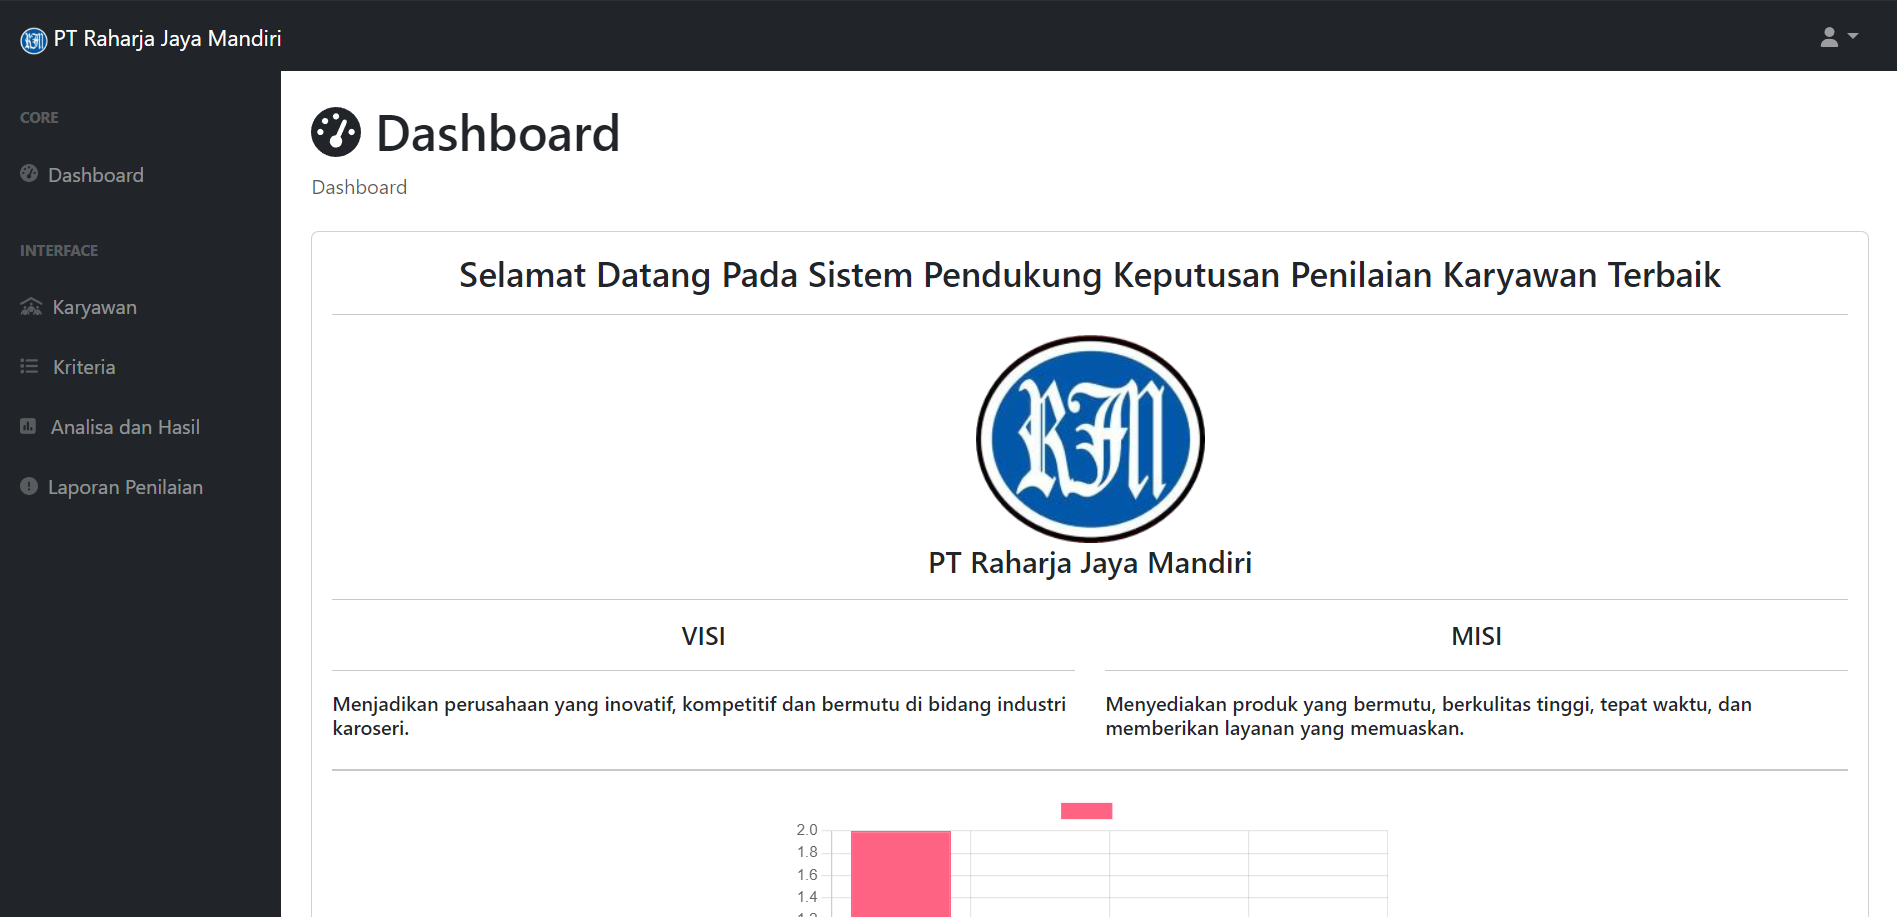 PT Raharja Jaya Mandiri
CORE
Dashboard
INTERFACE
Karyawan
Kriteria
Analisa dan Hasil
Laporan Penilaian
Dashboard
Dashboard
Selamat Datang Pada Sistem Pendukung Keputusan Penilaian Karyawan Terbaik
RJM
PT Raharja Jaya Mandiri
VISI
Menjadikan perusahaan yang inovatif, kompetitif dan bermutu di bidang industri
karoseri.
MISI
Menyediakan produk yang bermutu, berkulitas tinggi, tepat waktu, dan
memberikan layanan yang memuaskan.
2.0
1.8
1.6
1.4